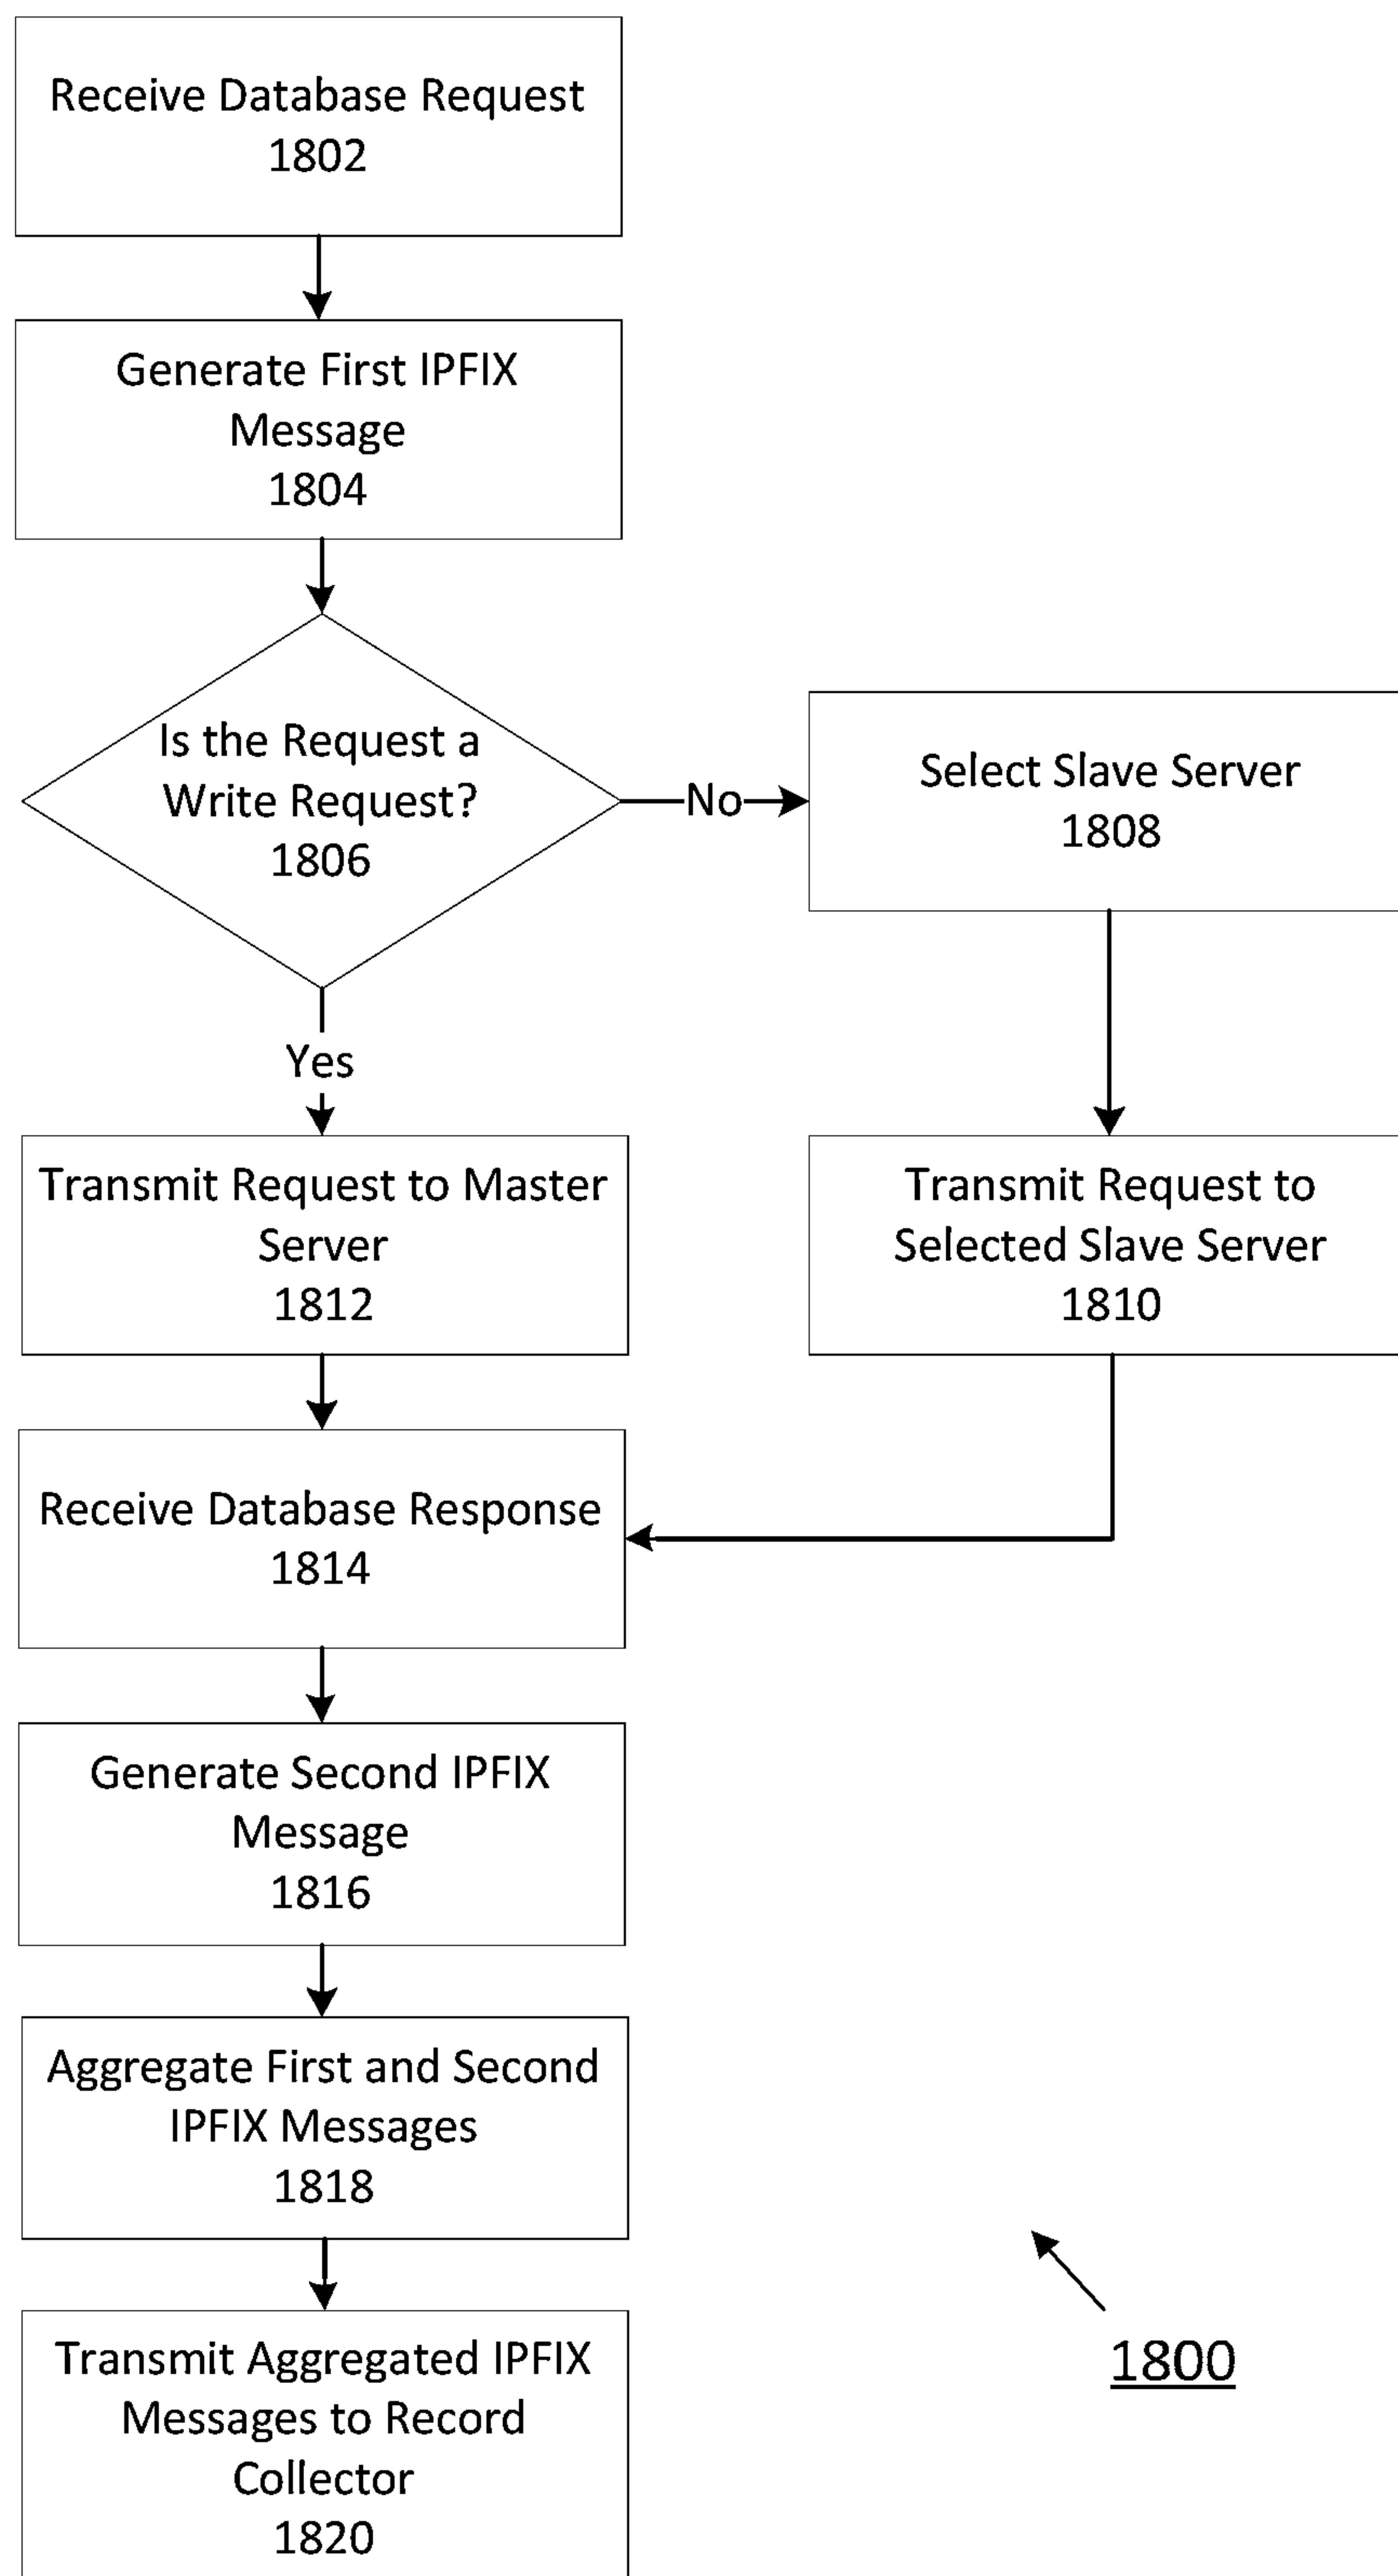 Receive Database Request
1802
Generate First IPFIX
Message
1804
Is the Request a
Write Request?
1806
No
Select Slave Server
1808
Yes
Transmit Request to Master
Server
1812
Transmit Request to
Selected Slave Server
1810
Receive Database Response
1814
Generate Second IPFIX
Message
1816
Aggregate First and Second
IPFIX Messages
1818
Transmit Aggregated IPFIX
Messages to Record
Collector
1820
1800